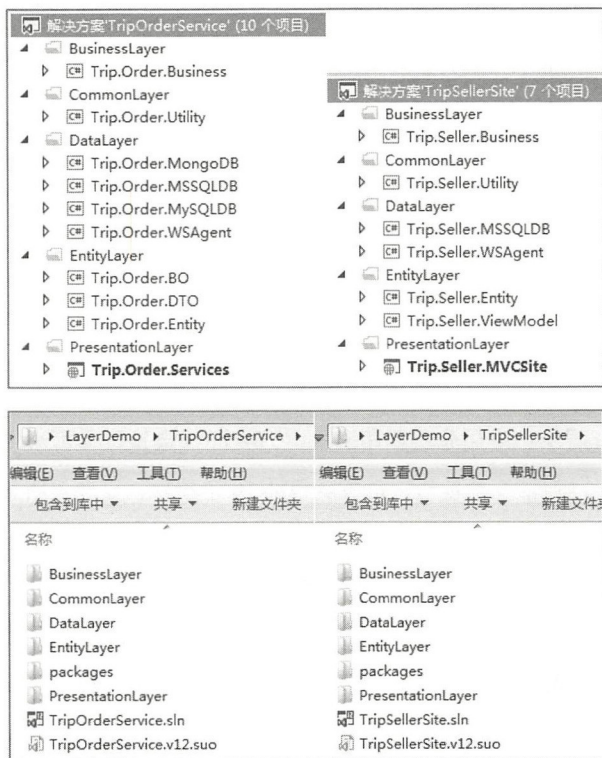 解决方案'TripOrderService' (10 个项目)
BusinessLayer
Trip.Order.Business
CommonLayer
Trip.Order.Utility
DataLayer
Trip.Order.MongoDB
Trip.Order.MSSQLDB
Trip.Order.MySQLDB
Trip.Order.WSAgent
EntityLayer
Trip.Order.BO
Trip.Order.DTO
Trip.Order.Entity
PresentationLayer
Trip.Order.Services
解决方案'TripSellerSite' (7 个项目)
BusinessLayer
Trip.Seller.Business
CommonLayer
Trip.Seller.Utility
DataLayer
Trip.Seller.MSSQLDB
Trip.Seller.WSAgent
EntityLayer
Trip.Seller.Entity
Trip.Seller.ViewModel
PresentationLayer
Trip.Seller.MVCSite
LayerDemo TripOrderService
编辑(E) 查看(V) 工具(T) 帮助(H)
包含到库中 共享 新建文件夹
名称
BusinessLayer
CommonLayer
DataLayer
EntityLayer
packages
PresentationLayer
TripOrderService.sln
TripOrderService.v12.suo
LayerDemo TripSellerSite
编辑(E) 查看(V) 工具(T) 帮助(H)
包含到库中 共享 新建文件
名称
BusinessLayer
CommonLayer
DataLayer
EntityLayer
packages
PresentationLayer
TripSellerSite.sln
TripSellerSite.v12.suo